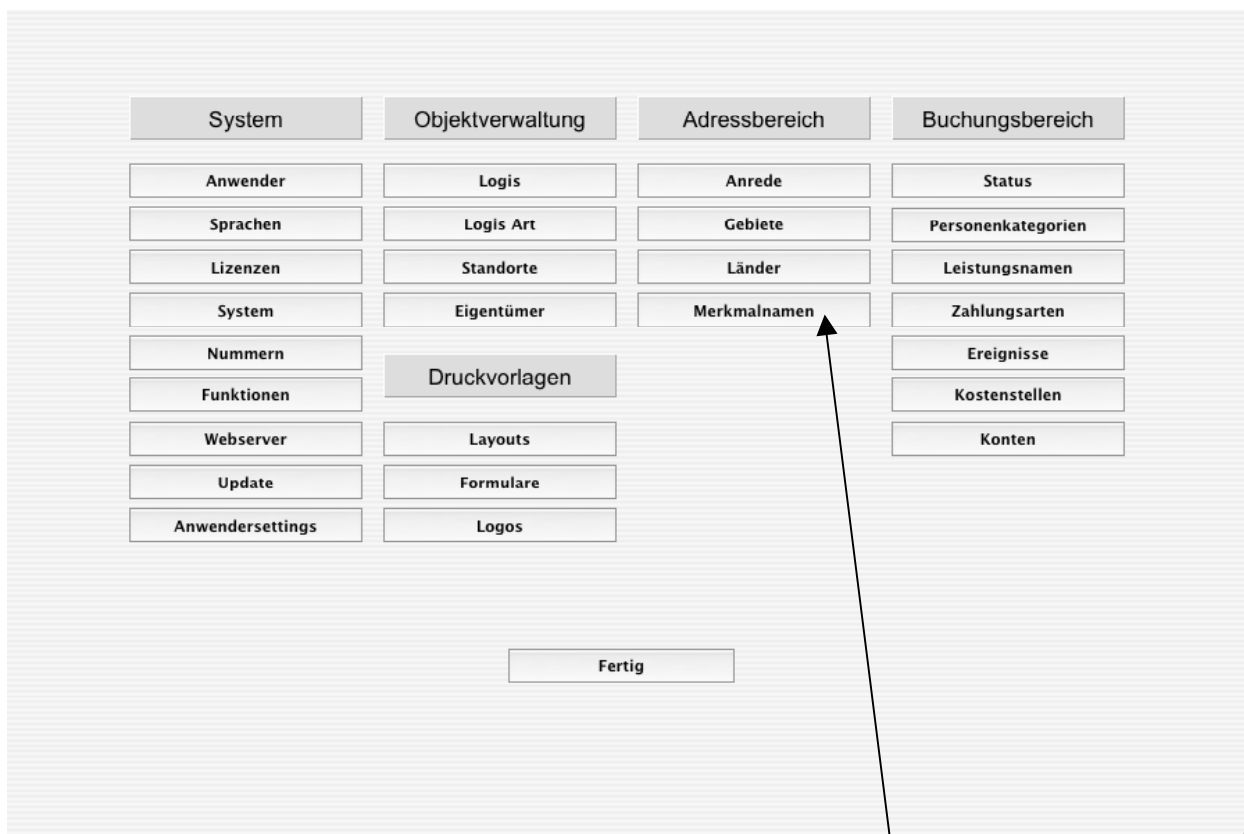 System
Objektverwaltung
Adressbereich
Buchungsbereich
Anwender
Logis
Anrede
Status
Sprachen
Logis Art
Gebiete
Personenkategorien
Lizenzen
Standorte
Länder
Leistungsnamen
System
Eigentümer
Merkmalnamen
Zahlungsarten
Nummern
Ereignisse
Druckvorlagen
Funktionen
Kostenstellen
Webserver
Layouts
Konten
Update
Formulare
Anwendersettings
Logos
Fertig